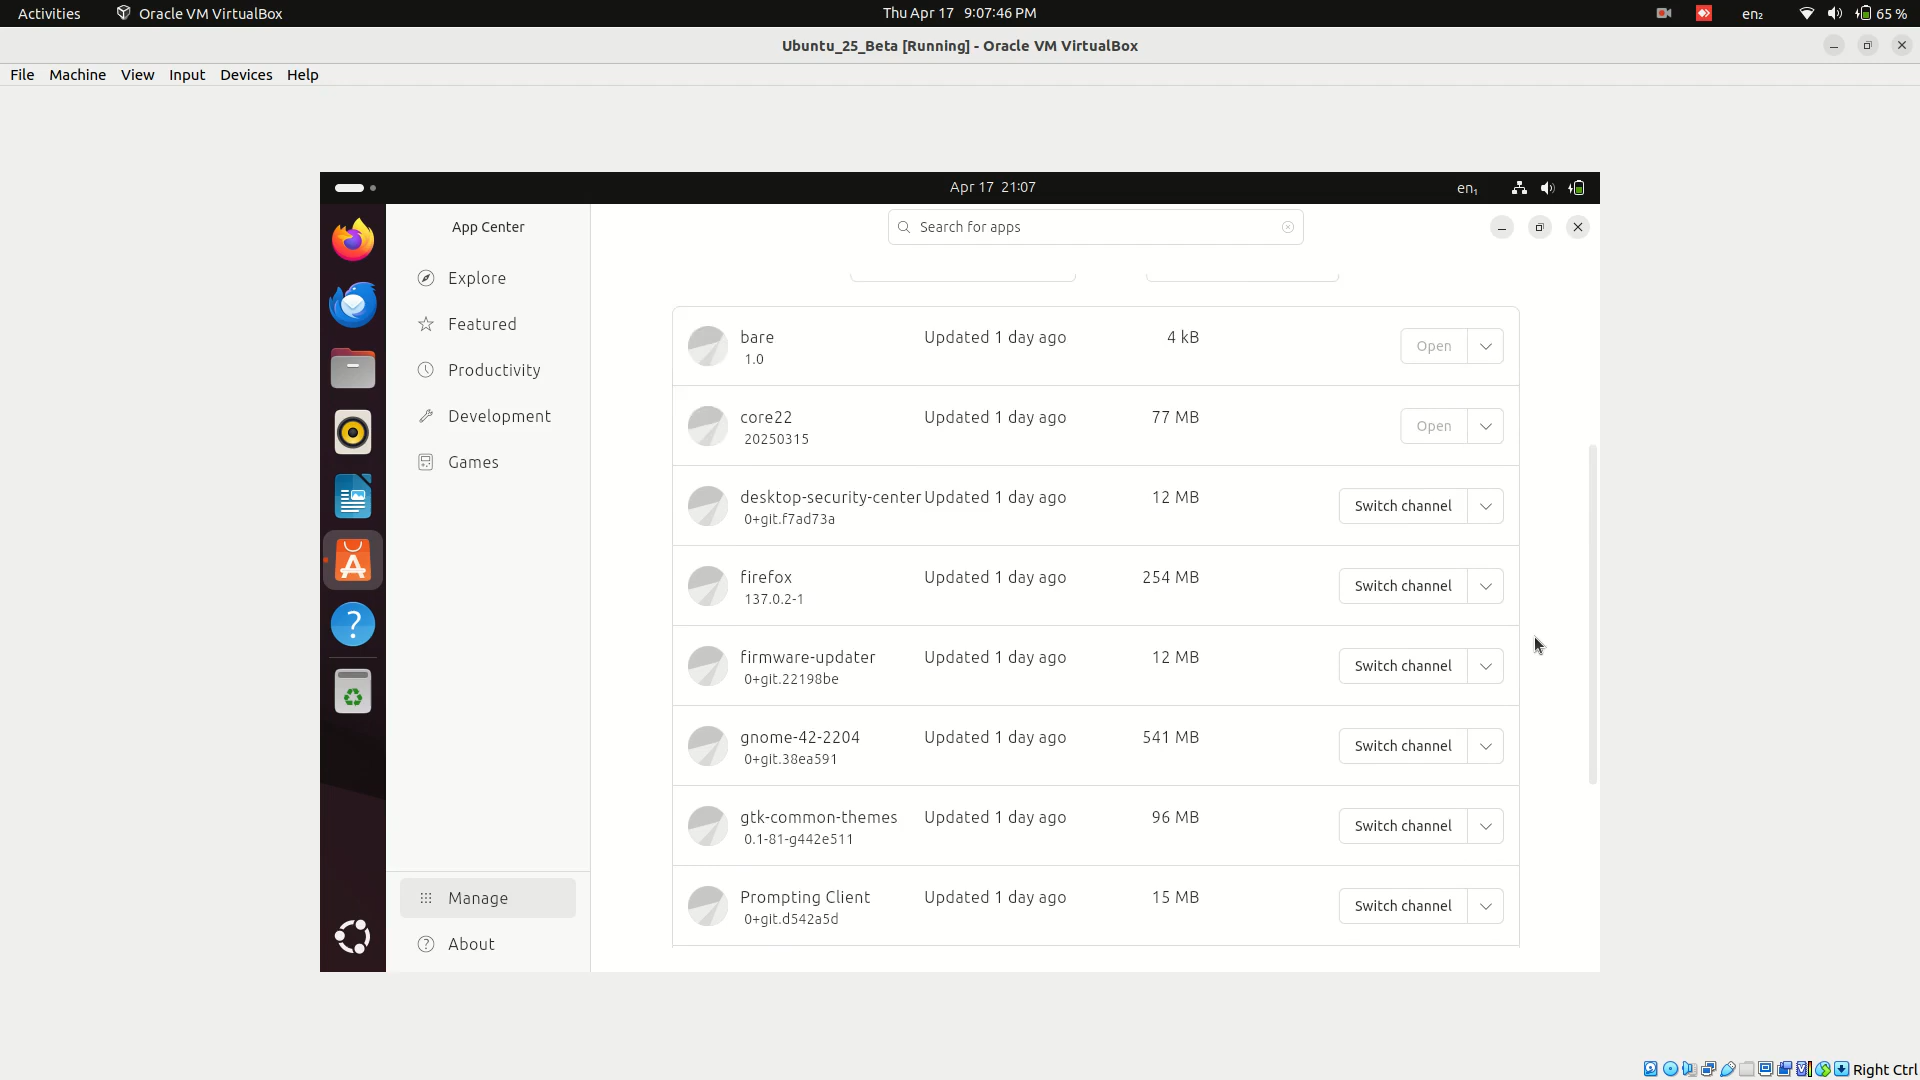 Activities
Oracle VM VirtualBox
Thu Apr 17 9:07:46 PM
en₂
65 %
Ubuntu_25_Beta [Running] - Oracle VM VirtualBox
File Machine View Input Devices Help
Apr 17 21:07
en₁
App Center
Search for apps
Explore
Featured
Productivity
Development
Games
Manage
About
bare Updated 1 day ago 4 kB Open
1.0
core22 Updated 1 day ago 77 MB Open
20250315
desktop-security-center Updated 1 day ago 12 MB Switch channel
0+git.f7ad73a
firefox Updated 1 day ago 254 MB Switch channel
137.0.2-1
firmware-updater Updated 1 day ago 12 MB Switch channel
0+git.22198be
gnome-42-2204 Updated 1 day ago 541 MB Switch channel
0+git.38ea591
gtk-common-themes Updated 1 day ago 96 MB Switch channel
0.1-81-g442e511
Prompting Client Updated 1 day ago 15 MB Switch channel
0+git.d542a5d
Right Ctrl